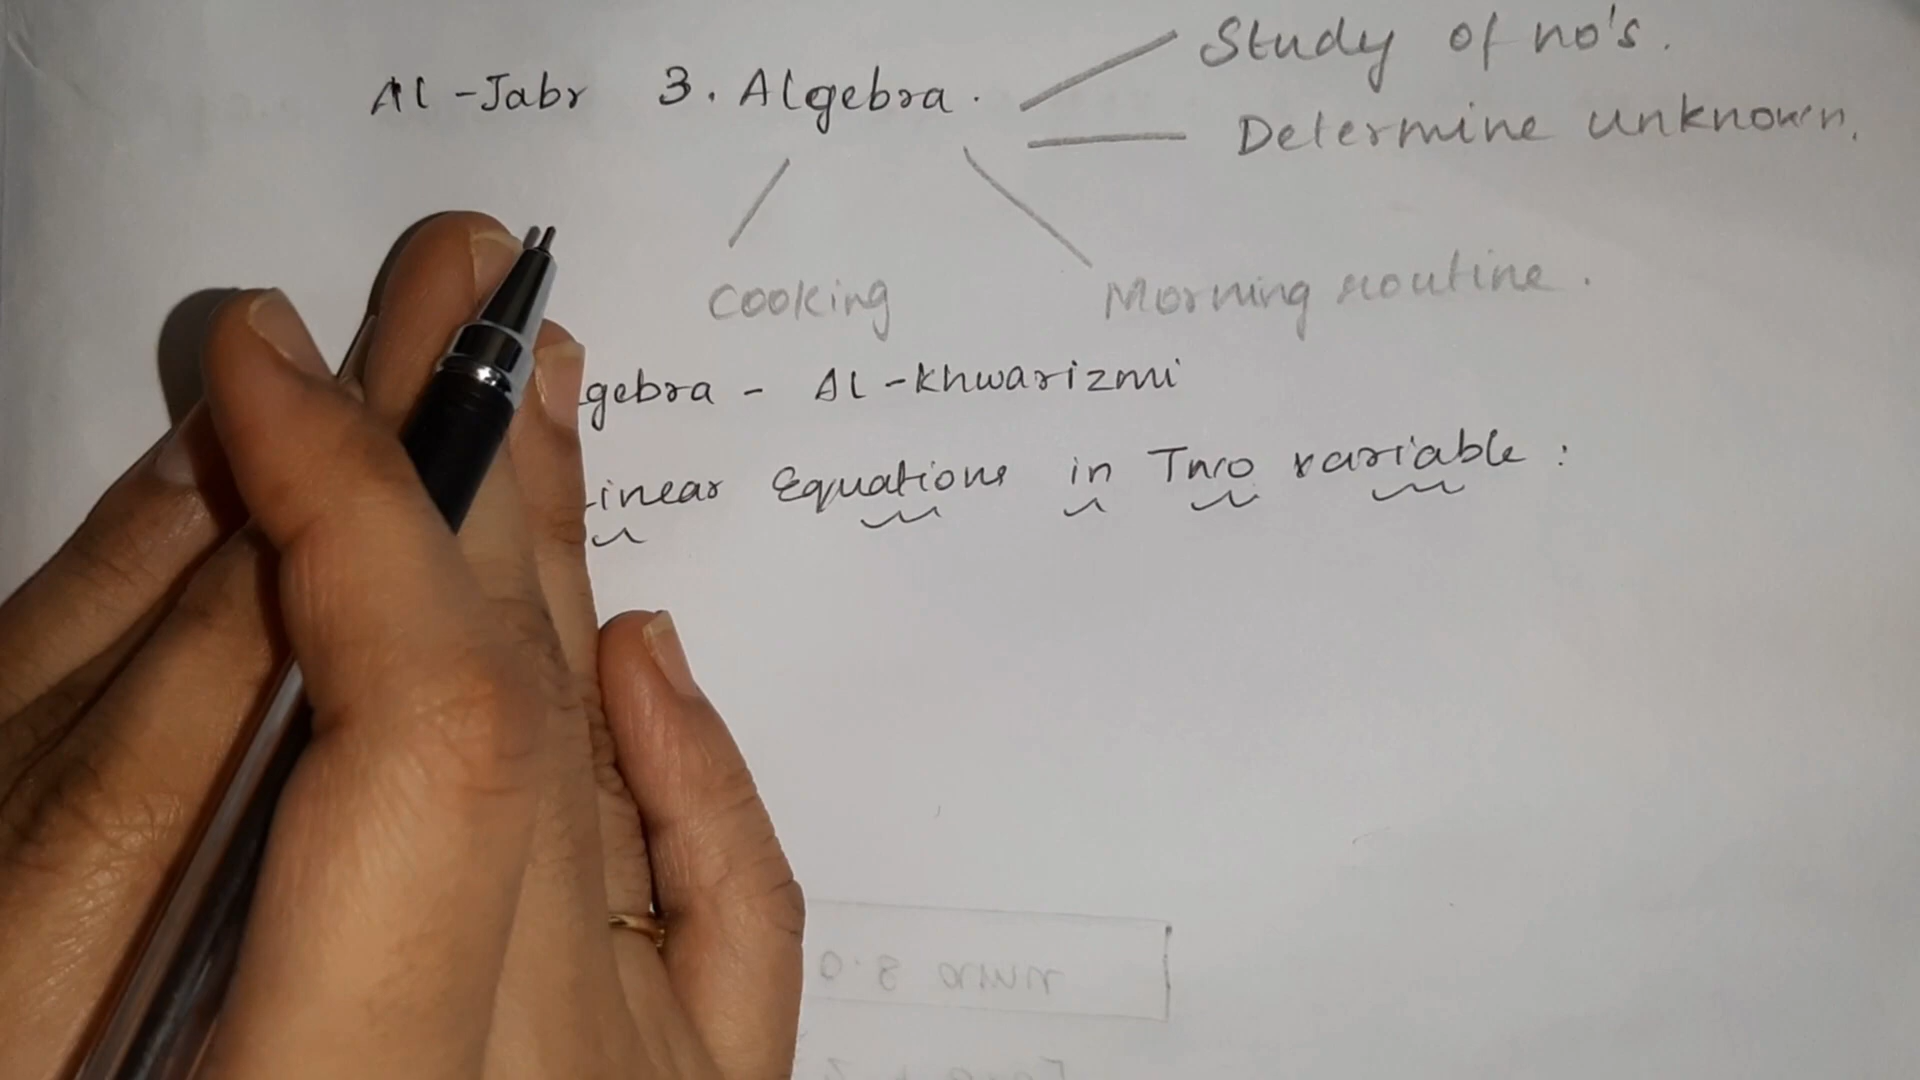 Study of no's.
Al-Jabr 3. Algebra.
Determine unknown.
Cooking
Morning routine.
gebra - Al-Khwarizmi
inear Equations in Two variable :